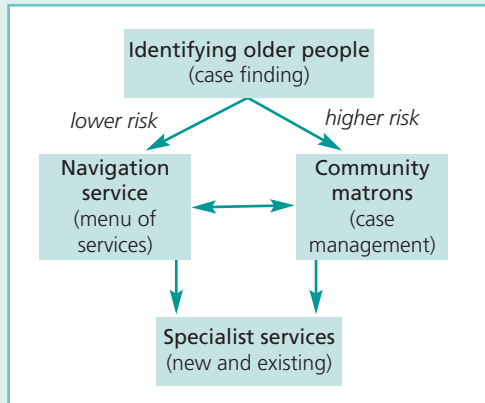 Identifying older people
(case finding)
lower risk
higher risk
Navigation
service
(menu of
services)
Community
matrons
(case
management)
Specialist services
(new and existing)